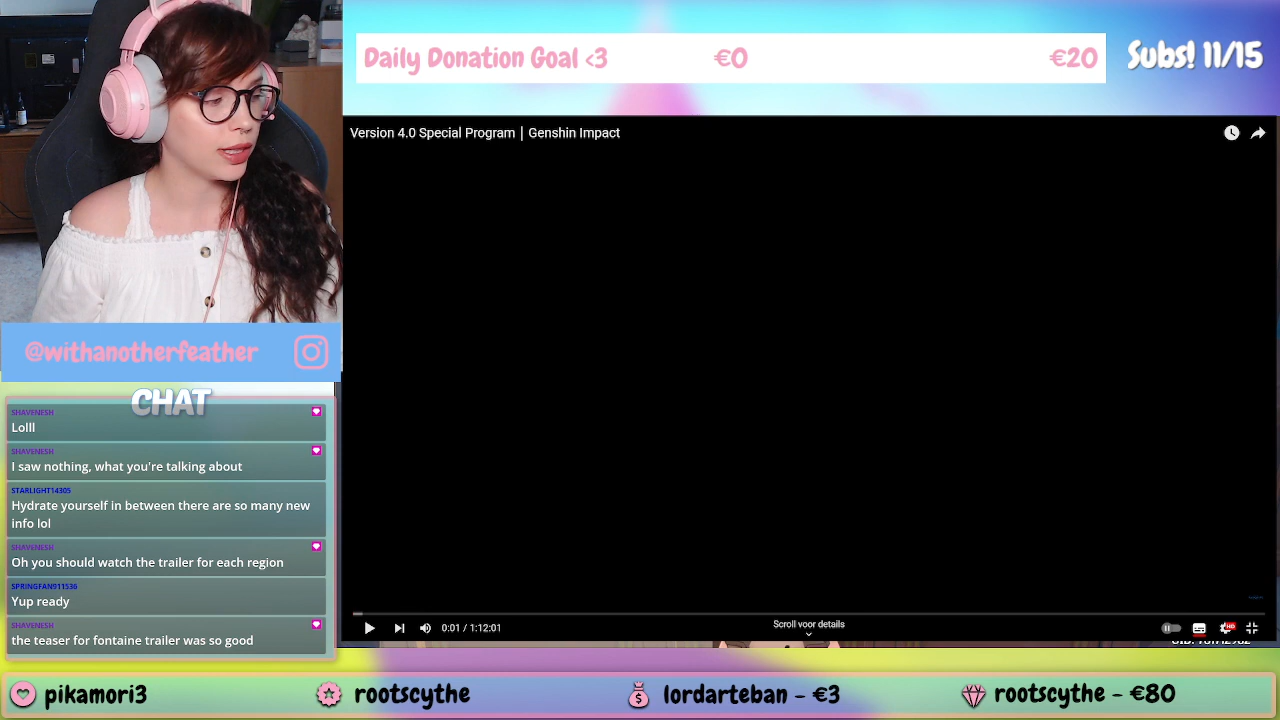 Daily Donation Goal <3 €0 €20
Subs! 11/15
Version 4.0 Special Program | Genshin Impact
@withanotherfeather
CHAT
SHAVENESH
Lolll
SHAVENESH
I saw nothing, what you're talking about
STARLIGHT14305
Hydrate yourself in between there are so many new
info lol
SHAVENESH
Oh you should watch the trailer for each region
SPRINGFAN911536
Yup ready
SHAVENESH
the teaser for fontaine trailer was so good
0:01 / 1:12:01
Scroll voor details
HD
pikamori3
rootscythe
lordarteban - €3
rootscythe - €80